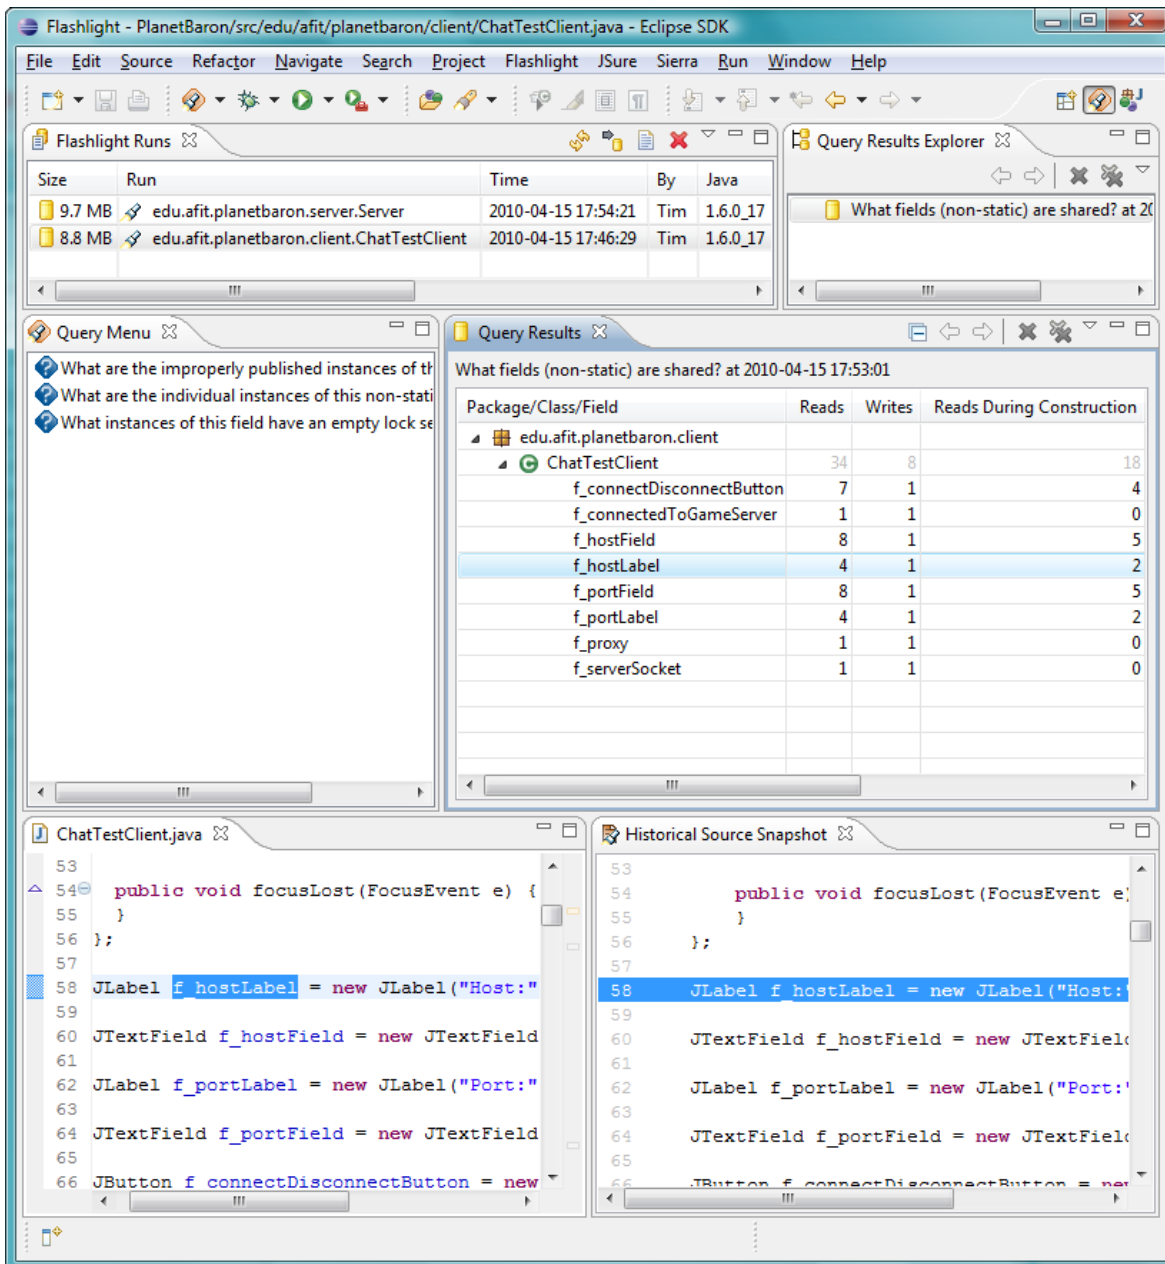 Flashlight - PlanetBaron/src/edu/afit/planetbaron/client/ChatTestClient.java - Eclipse SDK
File Edit Source Refactor Navigate Search Project Flashlight JSure Sierra Run Window Help
Flashlight Runs
Size Run Time By Java
9.7 MB edu.afit.planetbaron.server.Server 2010-04-15 17:54:21 Tim 1.6.0_17
8.8 MB edu.afit.planetbaron.client.ChatTestClient 2010-04-15 17:46:29 Tim 1.6.0_17
Query Results Explorer
What fields (non-static) are shared? at 20
Query Menu
What are the improperly published instances of th
What are the individual instances of this non-stati
What instances of this field have an empty lock se
Query Results
What fields (non-static) are shared? at 2010-04-15 17:53:01
Package/Class/Field Reads Writes Reads During Construction
edu.afit.planetbaron.client
ChatTestClient 34 8 18
f_connectDisconnectButton 7 1 4
f_connectedToGameServer 1 1 0
f_hostField 8 1 5
f_hostLabel 4 1 2
f_portField 8 1 5
f_portLabel 4 1 2
f_proxy 1 1 0
f_serverSocket 1 1 0
ChatTestClient.java
53
54 public void focusLost(FocusEvent e) {
55 }
56 };
57
58 JLabel f_hostLabel = new JLabel("Host:"
59
60 JTextField f_hostField = new JTextField
61
62 JLabel f_portLabel = new JLabel("Port:"
63
64 JTextField f_portField = new JTextField
65
66 JButton f_connectDisconnectButton = new
Historical Source Snapshot
53
54 public void focusLost(FocusEvent e)
55 }
56 };
57
58 JLabel f_hostLabel = new JLabel("Host:"
59
60 JTextField f_hostField = new JTextField
61
62 JLabel f_portLabel = new JLabel("Port:"
63
64 JTextField f_portField = new JTextField
65
66 JButton f_connectDisconnectButton = new